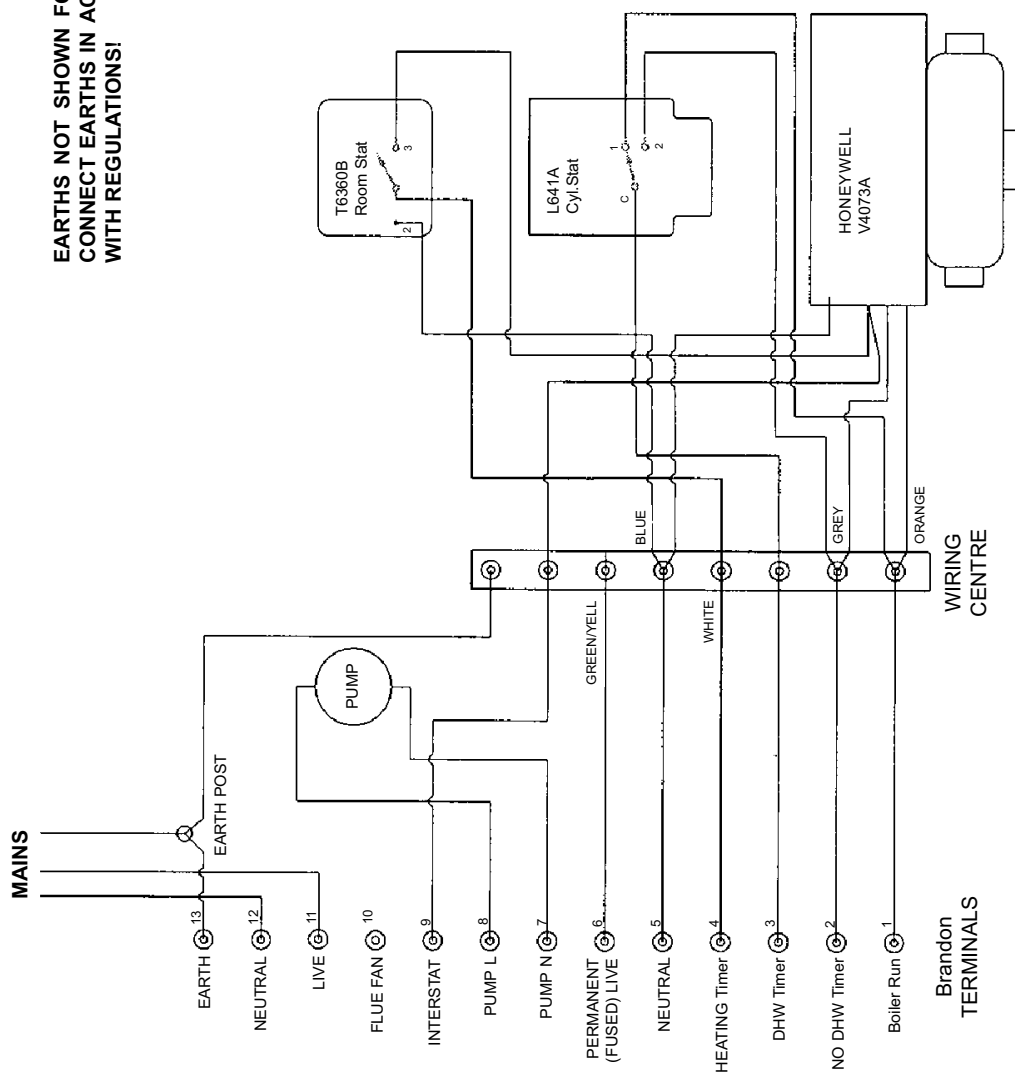 EARTHS NOT SHOWN
CONNECT EARTHS IN
WITH REGULATIONS!
MAINS
EARTH POST
EARTH 13
NEUTRAL 12
LIVE 11
FLUE FAN 10
INTERSTAT 9
PUMP L 8
PUMP N 7
PERMANENT
(FUSED) LIVE 6
NEUTRAL 5
HEATING Timer 4
DHW Timer 3
NO DHW Timer 2
Boiler Run 1
Brandon
TERMINALS
PUMP
GREEN/YELL
BLUE
WHITE
GREY
ORANGE
WIRING
CENTRE
T6360B
Room Stat
2
3
L641A
Cyl.Stat
C
1
2
HONEYWELL
V4073A